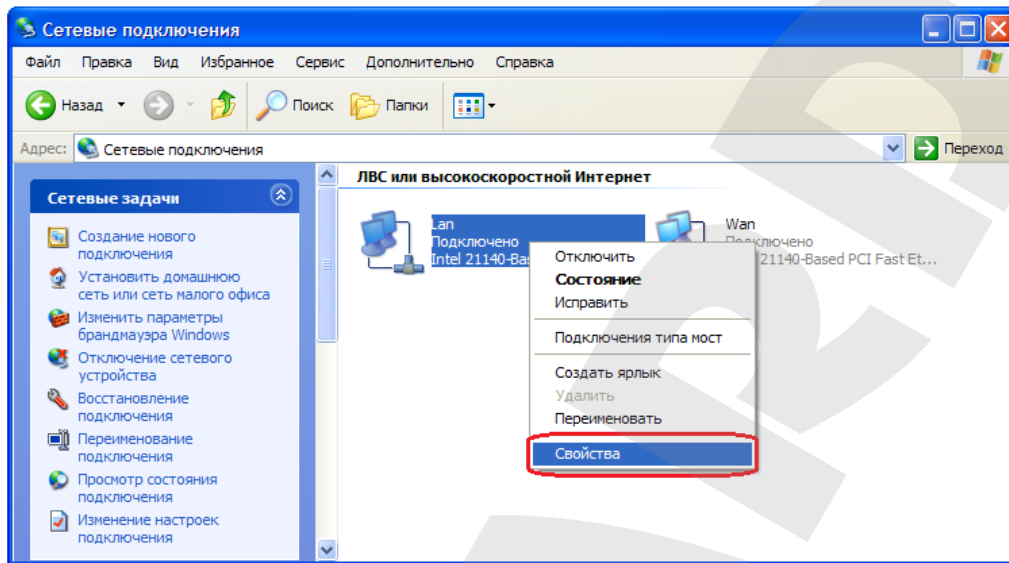 Сетевые подключения
Файл Правка Вид Избранное Сервис Дополнительно Справка
Назад Поиск Папки
Адрес: Сетевые подключения Переход
Сетевые задачи
Создание нового
подключения
Установить домашнюю
сеть или сеть малого офиса
Изменить параметры
брандмауэра Windows
Отключение сетевого
устройства
Восстановление
подключения
Переименование
подключения
Просмотр состояния
подключения
Изменение настроек
подключения
ЛВС или высокоскоростной Интернет
Lan
Подключено
Intel 21140-Bas
Wan
Подключено
21140-Based PCI Fast Et...
Отключить
Состояние
Исправить
Подключения типа мост
Создать ярлык
Удалить
Переименовать
Свойства